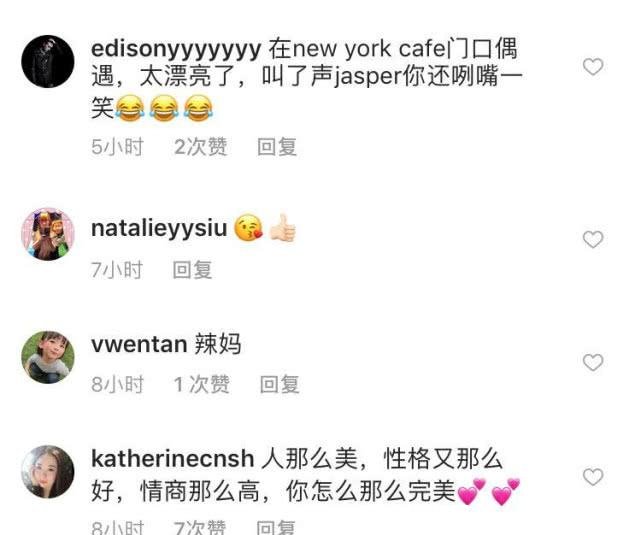 edisonyyyyyyy 在new york cafe门口偶
遇，太漂亮了，叫了声jasper你还咧嘴一
笑😂😂😂
5小时 2次赞 回复
natalieyysiu 😘👍🏻
7小时 回复
vwentan 辣妈
8小时 1次赞 回复
katherinecnsh 人那么美，性格又那么
好，情商那么高，你怎么那么完美💕💕
8小时 7次赞 回复